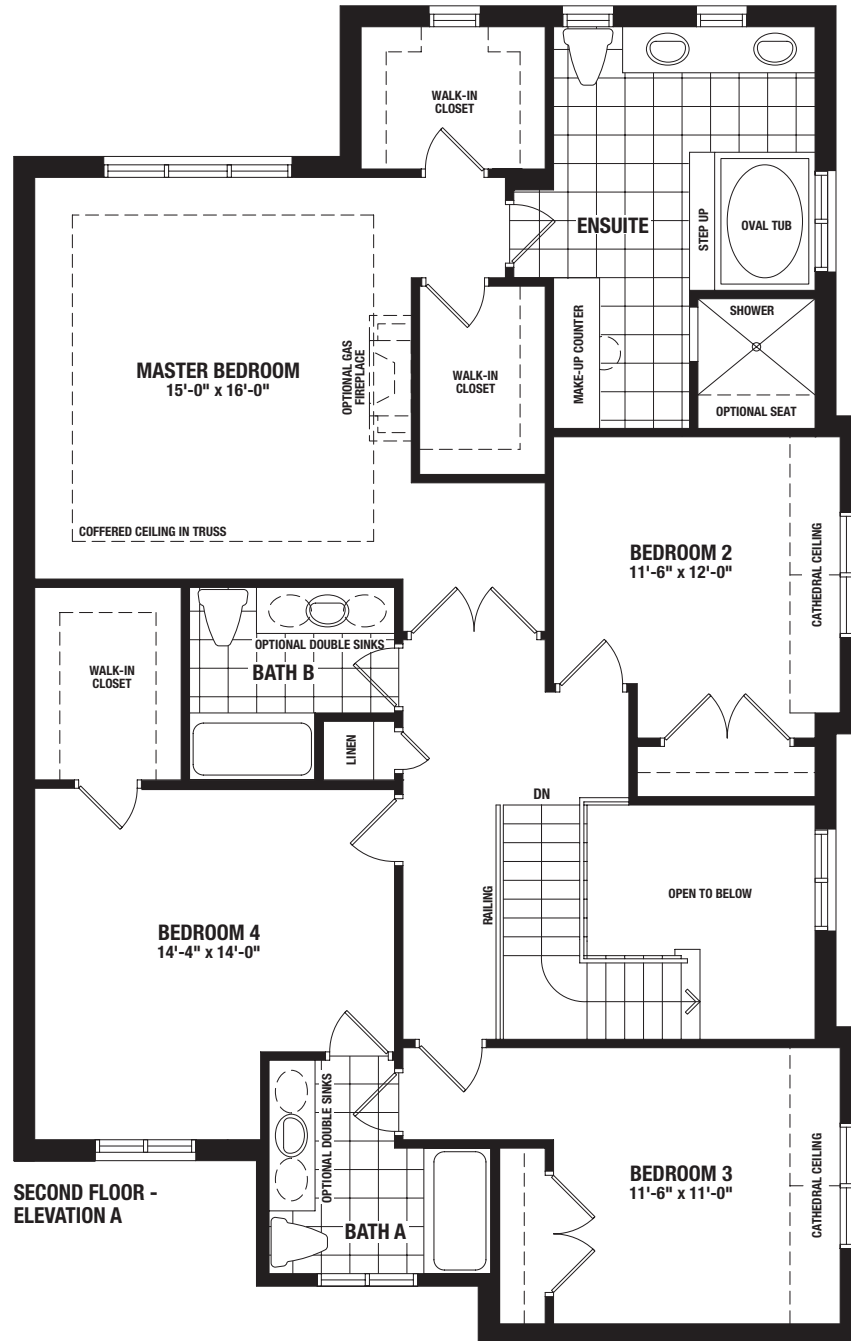 WALK-IN
CLOSET
ENSUITE
STEP UP
OVAL TUB
SHOWER
OPTIONAL SEAT
MAKE-UP COUNTER
WALK-IN
CLOSET
OPTIONAL GAS
FIREPLACE
MASTER BEDROOM
15'-0" x 16'-0"
COFFERED CEILING IN TRUSS
BEDROOM 2
11'-6" x 12'-0"
CATHEDRAL CEILING
WALK-IN
CLOSET
OPTIONAL DOUBLE SINKS
BATH B
LINEN
DN
RAILING
OPEN TO BELOW
BEDROOM 4
14'-4" x 14'-0"
OPTIONAL DOUBLE SINKS
BATH A
BEDROOM 3
11'-6" x 11'-0"
CATHEDRAL CEILING
SECOND FLOOR -
ELEVATION A